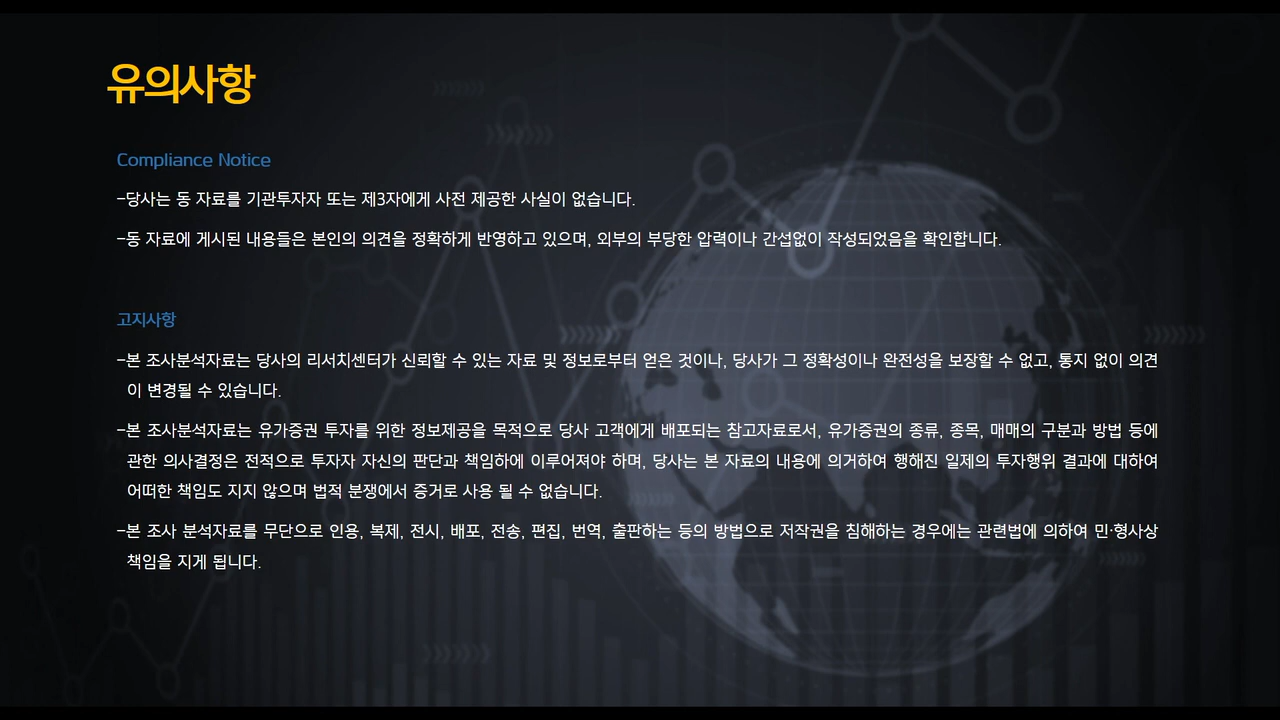 유의사항
Compliance Notice
-당사는 동 자료를 기관투자자 또는 제3자에게 사전 제공한 사실이 없습니다.
-동 자료에 게시된 내용들은 본인의 의견을 정확하게 반영하고 있으며, 외부의 부당한 압력이나 간섭없이 작성되었음을 확인합니다.
고지사항
-본 조사분석자료는 당사의 리서치센터가 신뢰할 수 있는 자료 및 정보로부터 얻은 것이나, 당사가 그 정확성이나 완전성을 보장할 수 없고, 통지 없이 의견
이 변경될 수 있습니다.
-본 조사분석자료는 유가증권 투자를 위한 정보제공을 목적으로 당사 고객에게 배포되는 참고자료로서, 유가증권의 종류, 종목, 매매의 구분과 방법 등에
관한 의사결정은 전적으로 투자자 자신의 판단과 책임하에 이루어져야 하며, 당사는 본 자료의 내용에 의거하여 행해진 일제의 투자행위 결과에 대하여
어떠한 책임도 지지 않으며 법적 분쟁에서 증거로 사용 될 수 없습니다.
-본 조사 분석자료를 무단으로 인용, 복제, 전시, 배포, 전송, 편집, 번역, 출판하는 등의 방법으로 저작권을 침해하는 경우에는 관련법에 의하여 민·형사상
책임을 지게 됩니다.